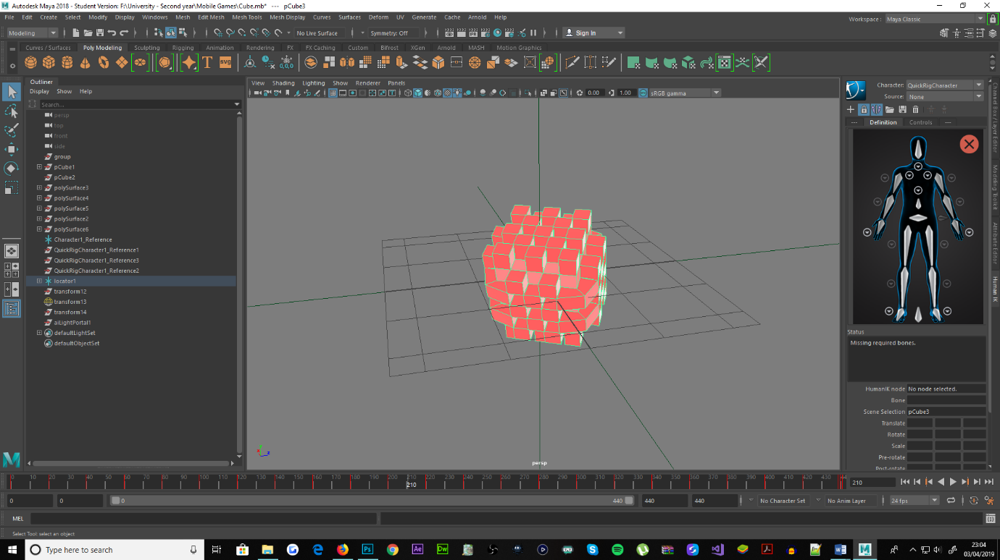 Autodesk Maya 2018 - Student Version: F:\University - Second year\Mobile Games\Cube.mb* --- pCube3
File Edit Create Select Modify Display Windows Mesh Edit Mesh Mesh Tools Mesh Display Curves Surfaces Deform UV Generate Cache Arnold Help
Workspace : Maya Classic
Modeling No Live Surface Symmetry: Off Sign In
Curves / Surfaces Poly Modeling Sculpting Rigging Animation Rendering FX FX Caching Custom Bifrost XGen Arnold MASH Motion Graphics
Outliner
Display Show Help
Search...
persp
top
front
side
group
pCube1
pCube2
polySurface3
polySurface4
polySurface5
polySurface2
polySurface6
Character1_Reference
QuickRigCharacter1_Reference1
QuickRigCharacter1_Reference3
QuickRigCharacter1_Reference2
locator1
transform12
transform13
transform14
aiLightPortal1
defaultLightSet
defaultObjectSet
View Shading Lighting Show Renderer Panels
0.00 1.00 sRGB gamma
persp
Character: QuickRigCharacter
Source: None
--- Definition Controls ---
Status
Missing required bones.
HumanIK node No node selected.
Bone
Scene Selection pCube3
Translate
Rotate
Scale
Pre-rotate
Post-rotate
Channel Box / Layer Editor
Modeling Toolkit
Attribute Editor
Human IK
0 10 20 30 40 50 60 70 80 90 100 110 120 130 140 150 160 170 180 190 200 210 220 230 240 250 260 270 280 290 300 310 320 330 340 350 360 370 380 390 400 410 420 430 44
210
210
0 0 0 440 440 440 No Character Set No Anim Layer 24 fps
MEL
Select Tool: select an object
Type here to search
23:04
03/04/2019